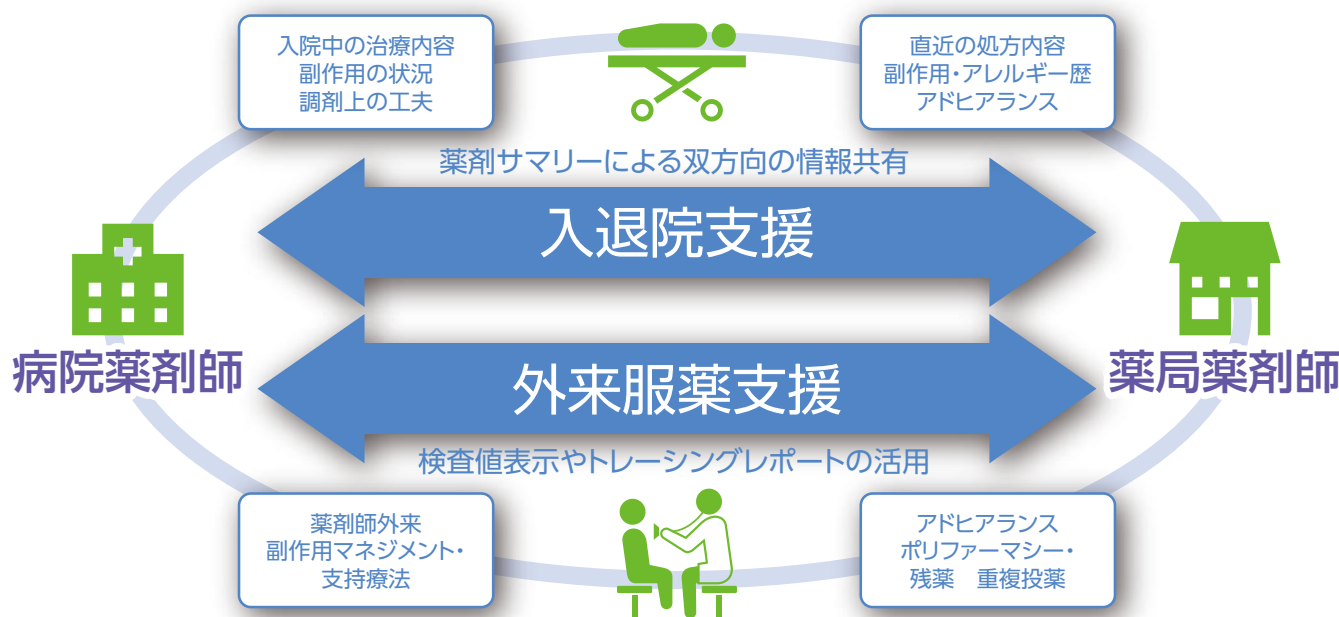 入院中の治療内容
副作用の状況
調剤上の工夫
直近の処方内容
副作用・アレルギー歴
アドヒアランス
薬剤サマリーによる双方向の情報共有
入退院支援
病院薬剤師
薬局薬剤師
外来服薬支援
検査値表示やトレーシングレポートの活用
薬剤師外来
副作用マネジメント・
支持療法
アドヒアランス
ポリファーマシー・
残薬　重複投薬